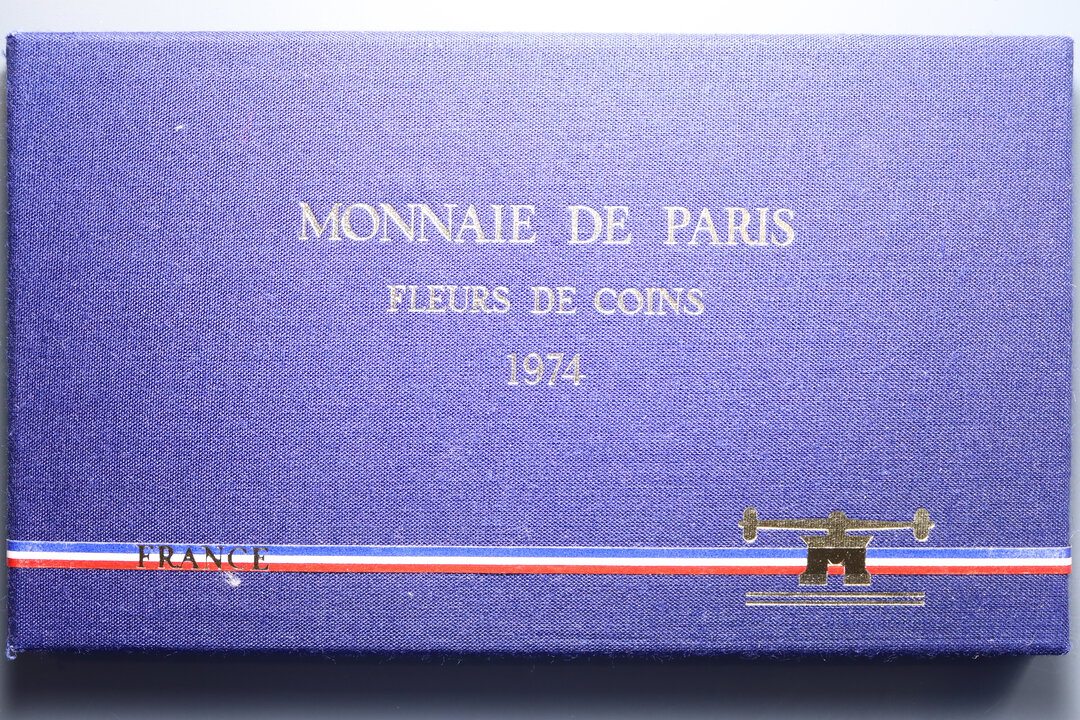 MONNAIE DE PARIS
FLEURS DE COINS
1974
FRANCE